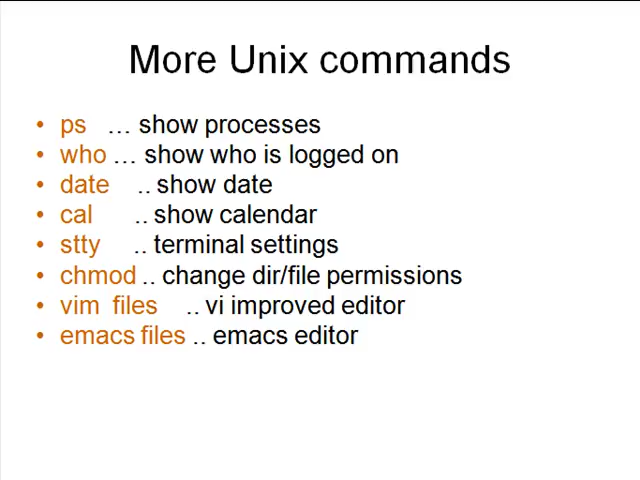 More Unix commands
• ps ... show processes
• who ... show who is logged on
• date .. show date
• cal .. show calendar
• stty .. terminal settings
• chmod .. change dir/file permissions
• vim files .. vi improved editor
• emacs files .. emacs editor